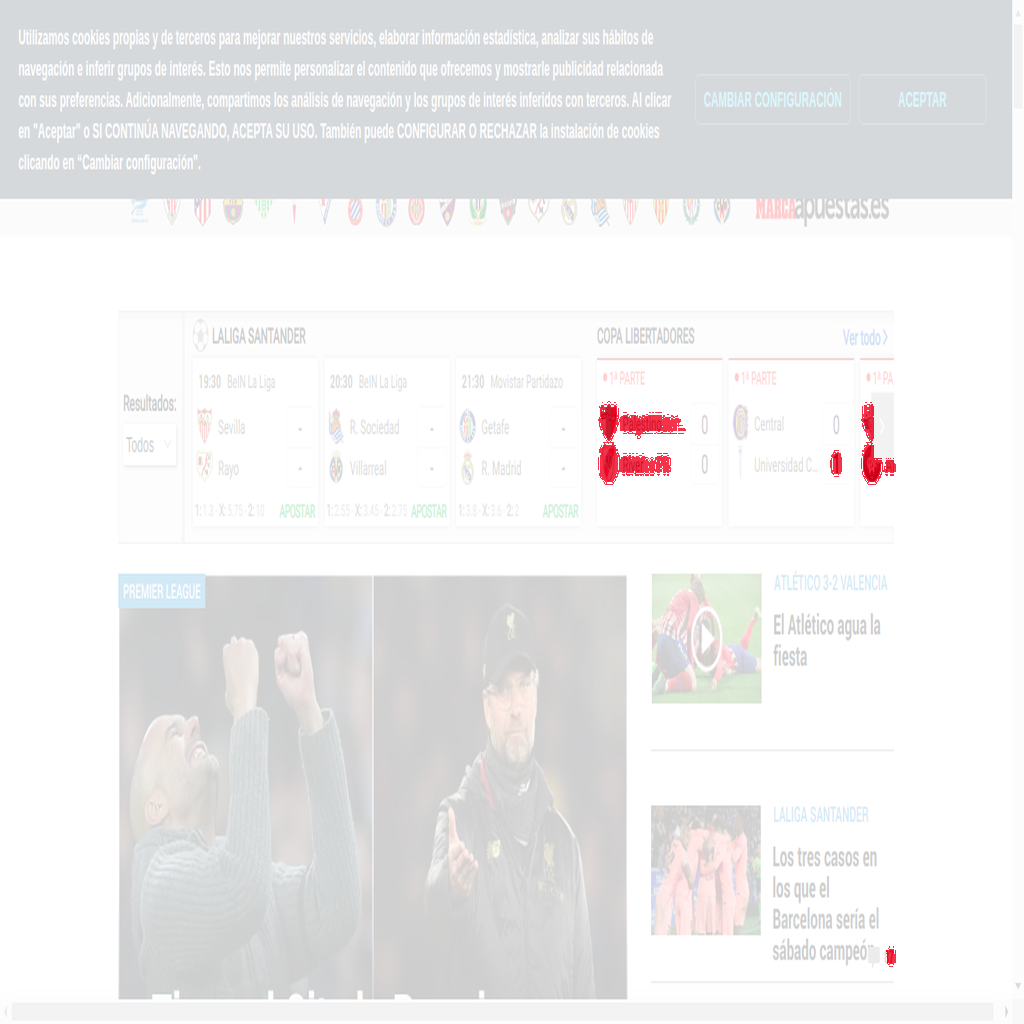 Utilizamos cookies propias y de terceros para mejorar nuestros servicios, elaborar información estadística, analizar sus hábitos de
navegación e inferir grupos de interés. Esto nos permite personalizar el contenido que ofrecemos y mostrarle publicidad relacionada
con sus preferencias. Adicionalmente, compartimos los análisis de navegación y los grupos de interés inferidos con terceros. Al clicar
en "Aceptar" o SI CONTINÚA NAVEGANDO, ACEPTA SU USO. También puede CONFIGURAR O RECHAZAR la instalación de cookies
clicando en “Cambiar configuración”.
CAMBIAR CONFIGURACIÓN
ACEPTAR
MARCAapuestas.es
Resultados:
Todos
LALIGA SANTANDER
19:30 BeIN La Liga
Sevilla -
Rayo -
1: 1.3 · X: 5.75 · 2: 10 APOSTAR
20:30 BeIN La Liga
R. Sociedad -
Villarreal -
1: 2.55 · X: 3.45 · 2: 2.75 APOSTAR
21:30 Movistar Partidazo
Getafe -
R. Madrid -
1: 3.8 · X: 3.6 · 2: 2 APOSTAR
COPA LIBERTADORES
Ver todo
1ª PARTE
0
0
1ª PARTE
Central 0
Universidad C...
1ª PA
PREMIER LEAGUE
ATLÉTICO 3-2 VALENCIA
El Atlético agua la
fiesta
LALIGA SANTANDER
Los tres casos en
los que el
Barcelona sería el
sábado campeón